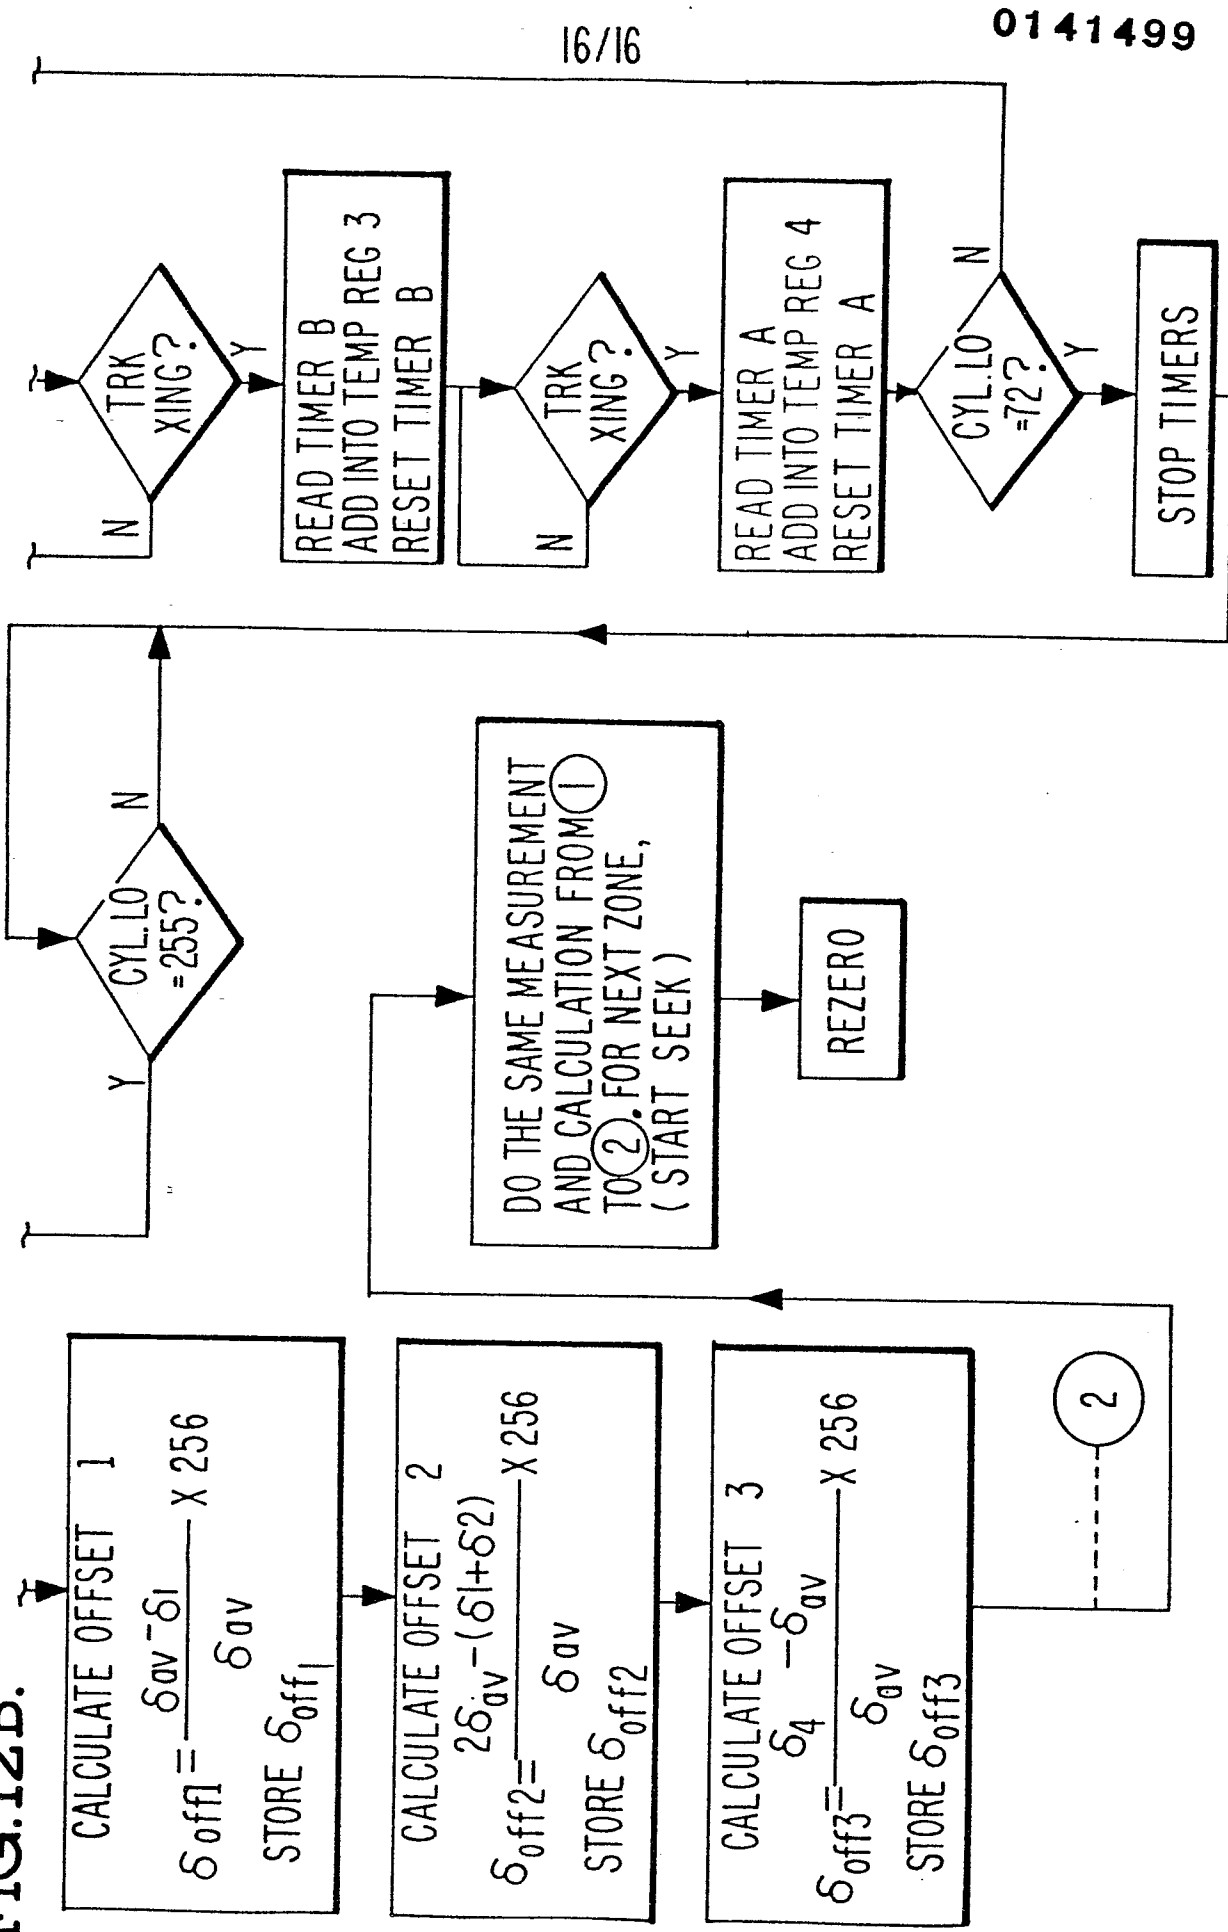 0141499
16/16
FIG.12B.
CALCULATE OFFSET 1
δoff1 = δav-δ1
δav
X 256
STORE δoff1
CALCULATE OFFSET 2
δoff2= 2δav-(δ1+δ2)
δav
X 256
STORE δoff2
CALCULATE OFFSET 3
δoff3= δ4 -δav
δav
X 256
STORE δoff3
2
CYL.LO
=255?
Y
N
DO THE SAME MEASUREMENT
AND CALCULATION FROM 1
TO 2. FOR NEXT ZONE,
(START SEEK)
REZERO
TRK
XING?
N
Y
READ TIMER B
ADD INTO TEMP REG 3
RESET TIMER B
TRK
XING?
N
Y
READ TIMER A
ADD INTO TEMP REG 4
RESET TIMER A
CYL.LO
=72?
N
Y
STOP TIMERS